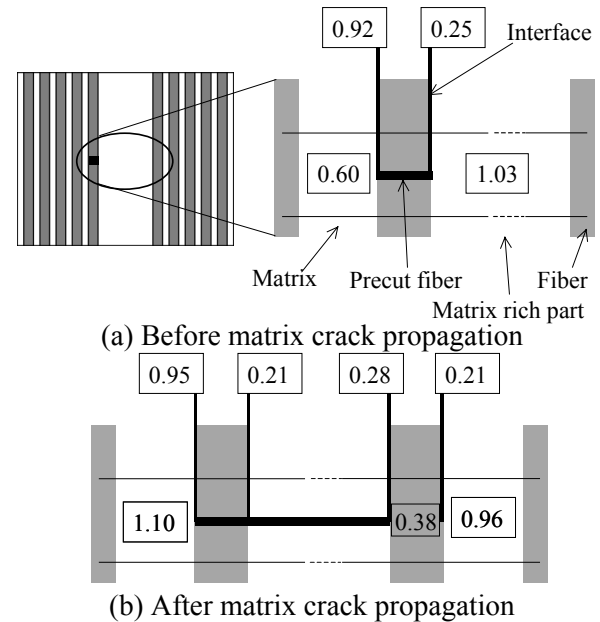 0.92 0.25
Interface
0.60 1.03
Matrix Precut fiber Fiber
Matrix rich part
(a) Before matrix crack propagation
0.95 0.21 0.28 0.21
1.10 0.38 0.96
(b) After matrix crack propagation